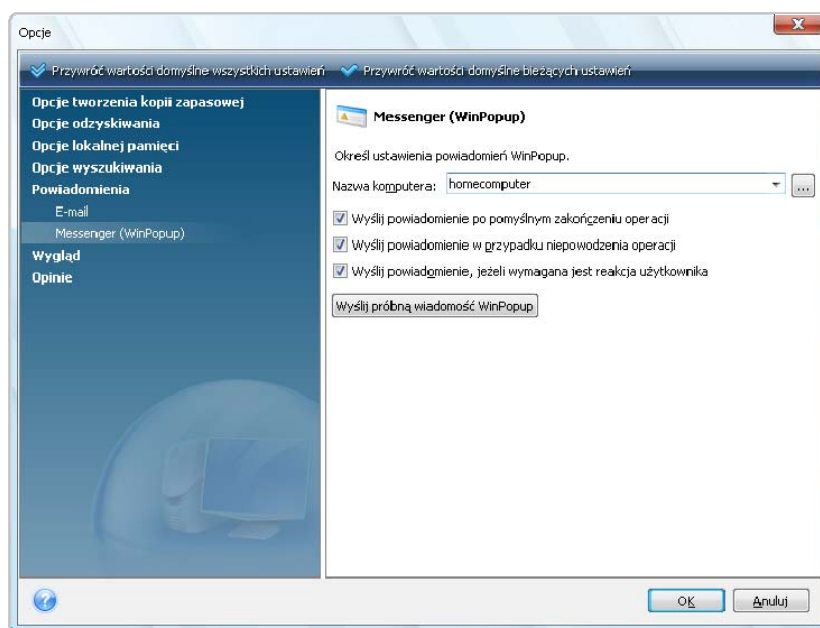 Opcje
Przywróć wartości domyślne wszystkich ustawień Przywróć wartości domyślne bieżących ustawień
Opcje tworzenia kopii zapasowej
Opcje odzyskiwania
Opcje lokalnej pamięci
Opcje wyszukiwania
Powiadomienia
E-mail
Messenger (WinPopup)
Wygląd
Opinie
Messenger (WinPopup)
Określ ustawienia powiadomień WinPopup.
Nazwa komputera: homecomputer ...
Wyślij powiadomienie po pomyślnym zakończeniu operacji
Wyślij powiadomienie w przypadku niepowodzenia operacji
Wyślij powiadomienie, jeżeli wymagana jest reakcja użytkownika
Wyślij próbną wiadomość WinPopup
OK Anuluj